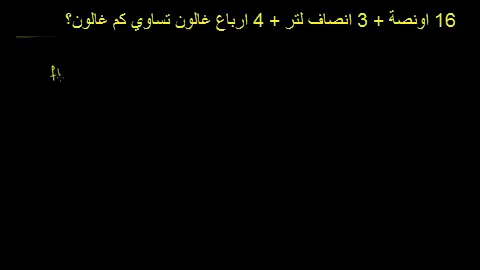 16 اونصة + 3 انصاف لتر + 4 ارباع غالون تساوي كم غالون؟